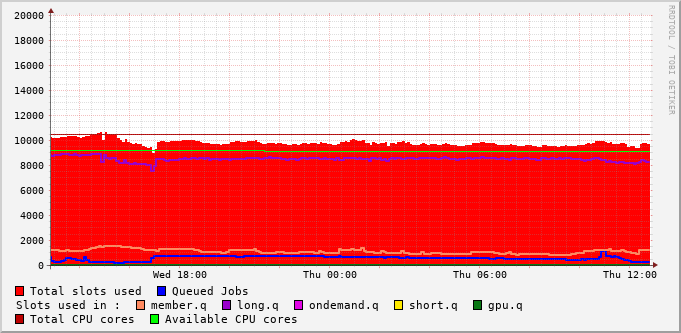 20000
18000
16000
14000
12000
10000
8000
6000
4000
2000
0
Wed 18:00 Thu 00:00 Thu 06:00 Thu 12:00
Total slots used Queued Jobs
Slots used in : member.q long.q ondemand.q short.q gpu.q
Total CPU cores Available CPU cores
RRDTOOL / TOBI OETIKER